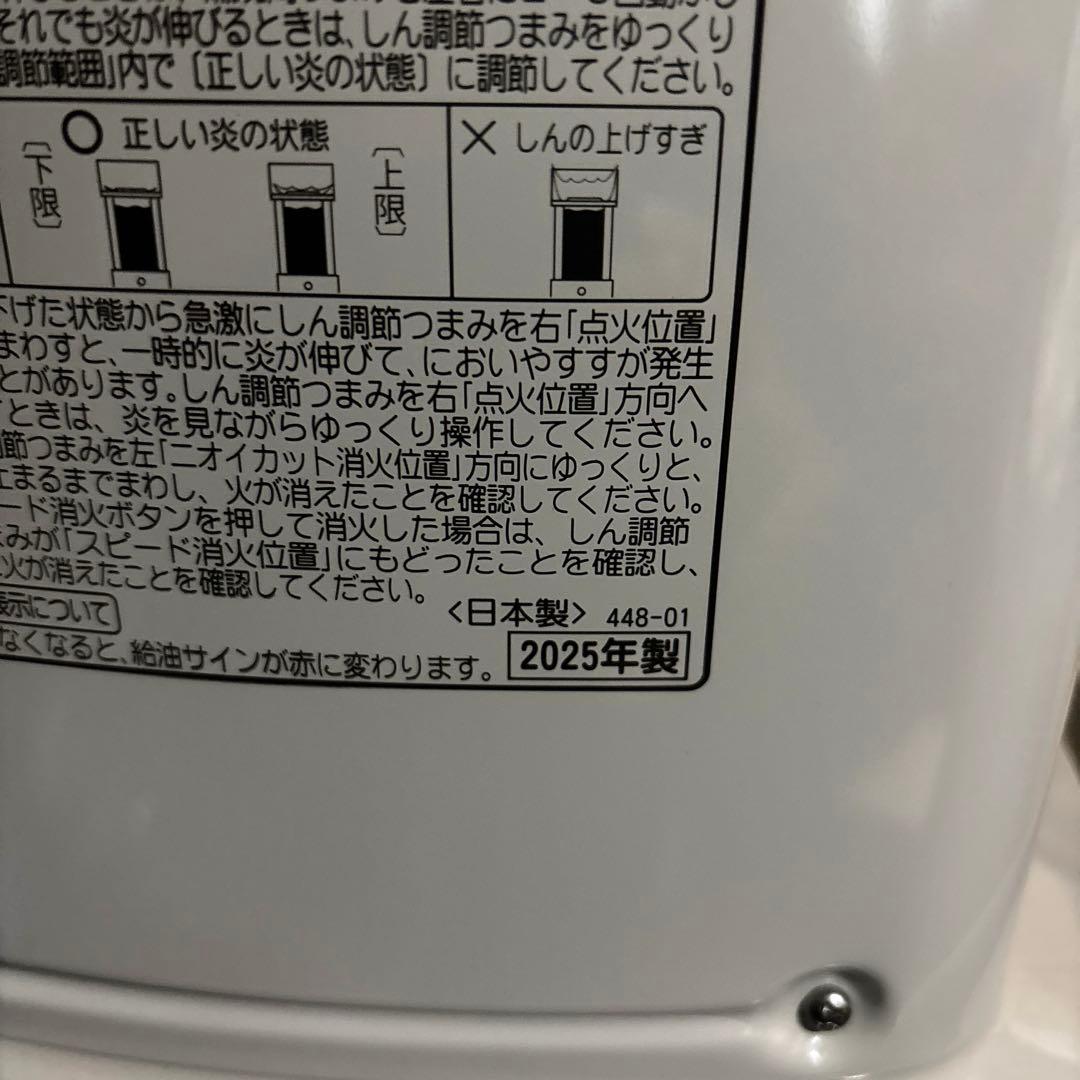 それでも炎が伸びるときは、しん調節つまみをゆっくり
調節範囲」内で〔正しい炎の状態〕に調節してください。
○ 正しい炎の状態
〔下限〕
〔上限〕
× しんの上げすぎ
下げた状態から急激にしん調節つまみを右「点火位置」
まわすと、一時的に炎が伸びて、においやすすが発生
とがあります。しん調節つまみを右「点火位置」方向へ
ときは、炎を見ながらゆっくり操作してください。
節つまみを左「ニオイカット消火位置」方向にゆっくりと、
止まるまでまわし、火が消えたことを確認してください。
ード消火ボタンを押して消火した場合は、しん調節
まみが「スピード消火位置」にもどったことを確認し、
火が消えたことを確認してください。
表示について
〈日本製〉 448-01
なくなると、給油サインが赤に変わります。
2025年製